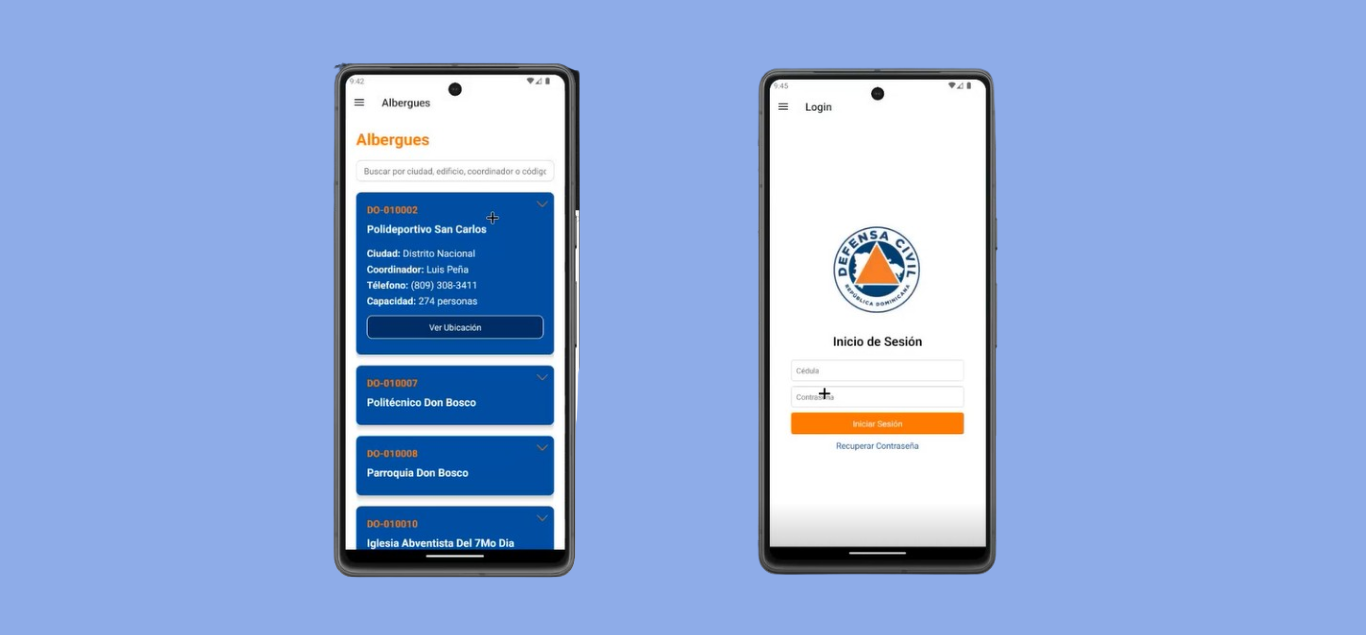 9:42
Albergues
Albergues
Buscar por ciudad, edificio, coordinador o código
DO-010002
Polideportivo San Carlos
Ciudad: Distrito Nacional
Coordinador: Luis Peña
Télefono: (809) 308-3411
Capacidad: 274 personas
Ver Ubicación
DO-010007
Politécnico Don Bosco
DO-010008
Parroquia Don Bosco
DO-010010
Iglesia Abventista Del 7Mo Dia
9:45
Login
DEFENSA CIVIL
REPÚBLICA DOMINICANA
Inicio de Sesión
Cédula
Contraseña
Iniciar Sesión
Recuperar Contraseña